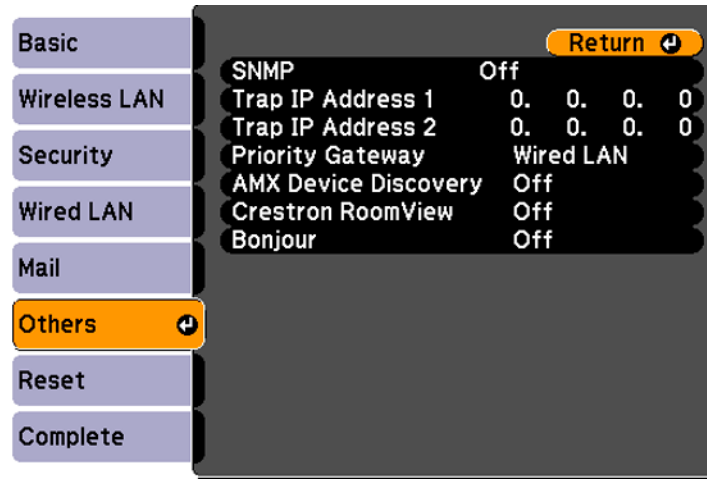 Basic
Wireless LAN
Security
Wired LAN
Mail
Others
Reset
Complete
Return
SNMP Off
Trap IP Address 1 0. 0. 0. 0
Trap IP Address 2 0. 0. 0. 0
Priority Gateway Wired LAN
AMX Device Discovery Off
Crestron RoomView Off
Bonjour Off